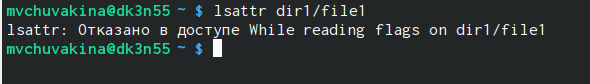 mvchuvakina@dk3n55 ~ $ lsattr dir1/file1
lsattr: Отказано в доступе While reading flags on dir1/file1
mvchuvakina@dk3n55 ~ $